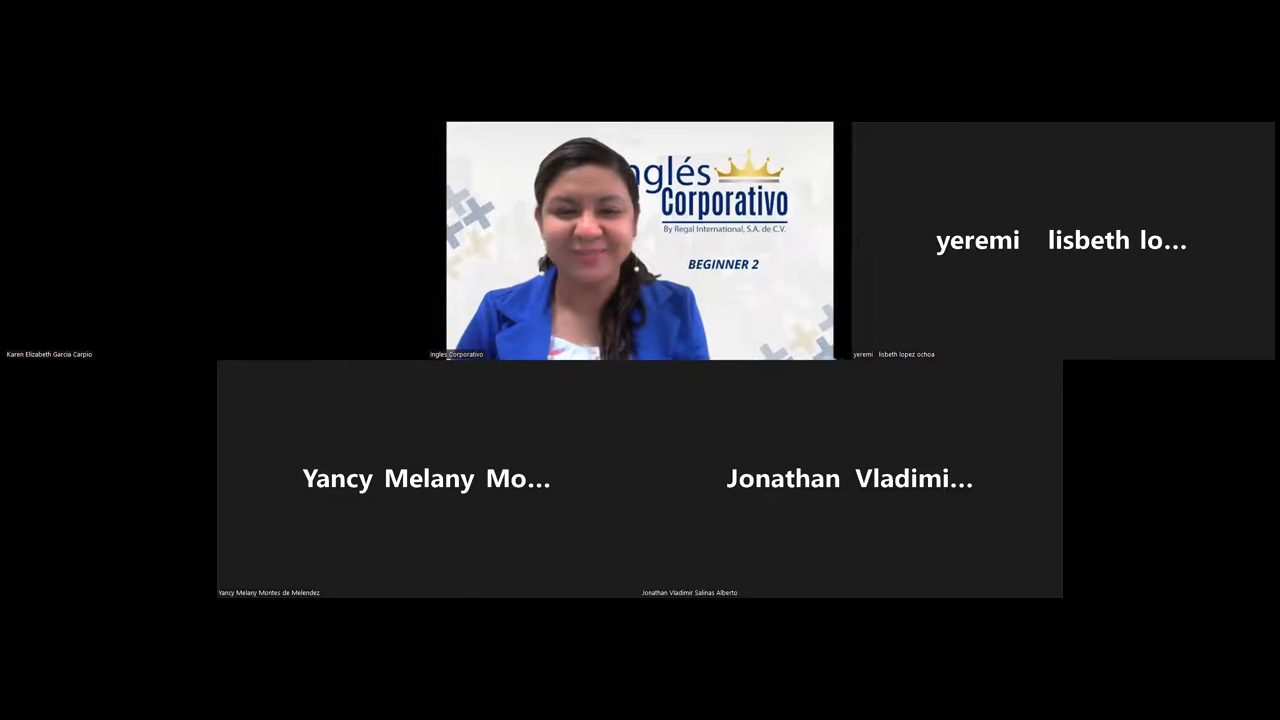 nglés
Corporativo
By Regal International, S.A. de C.V.
BEGINNER 2
yeremi lisbeth lo...
Karen Elizabeth Garcia Carpio
Ingles Corporativo
yeremi lisbeth lopez ochoa
Yancy Melany Mo...
Jonathan Vladimi...
Yancy Melany Montes de Melendez
Jonathan Vladimir Salinas Alberto